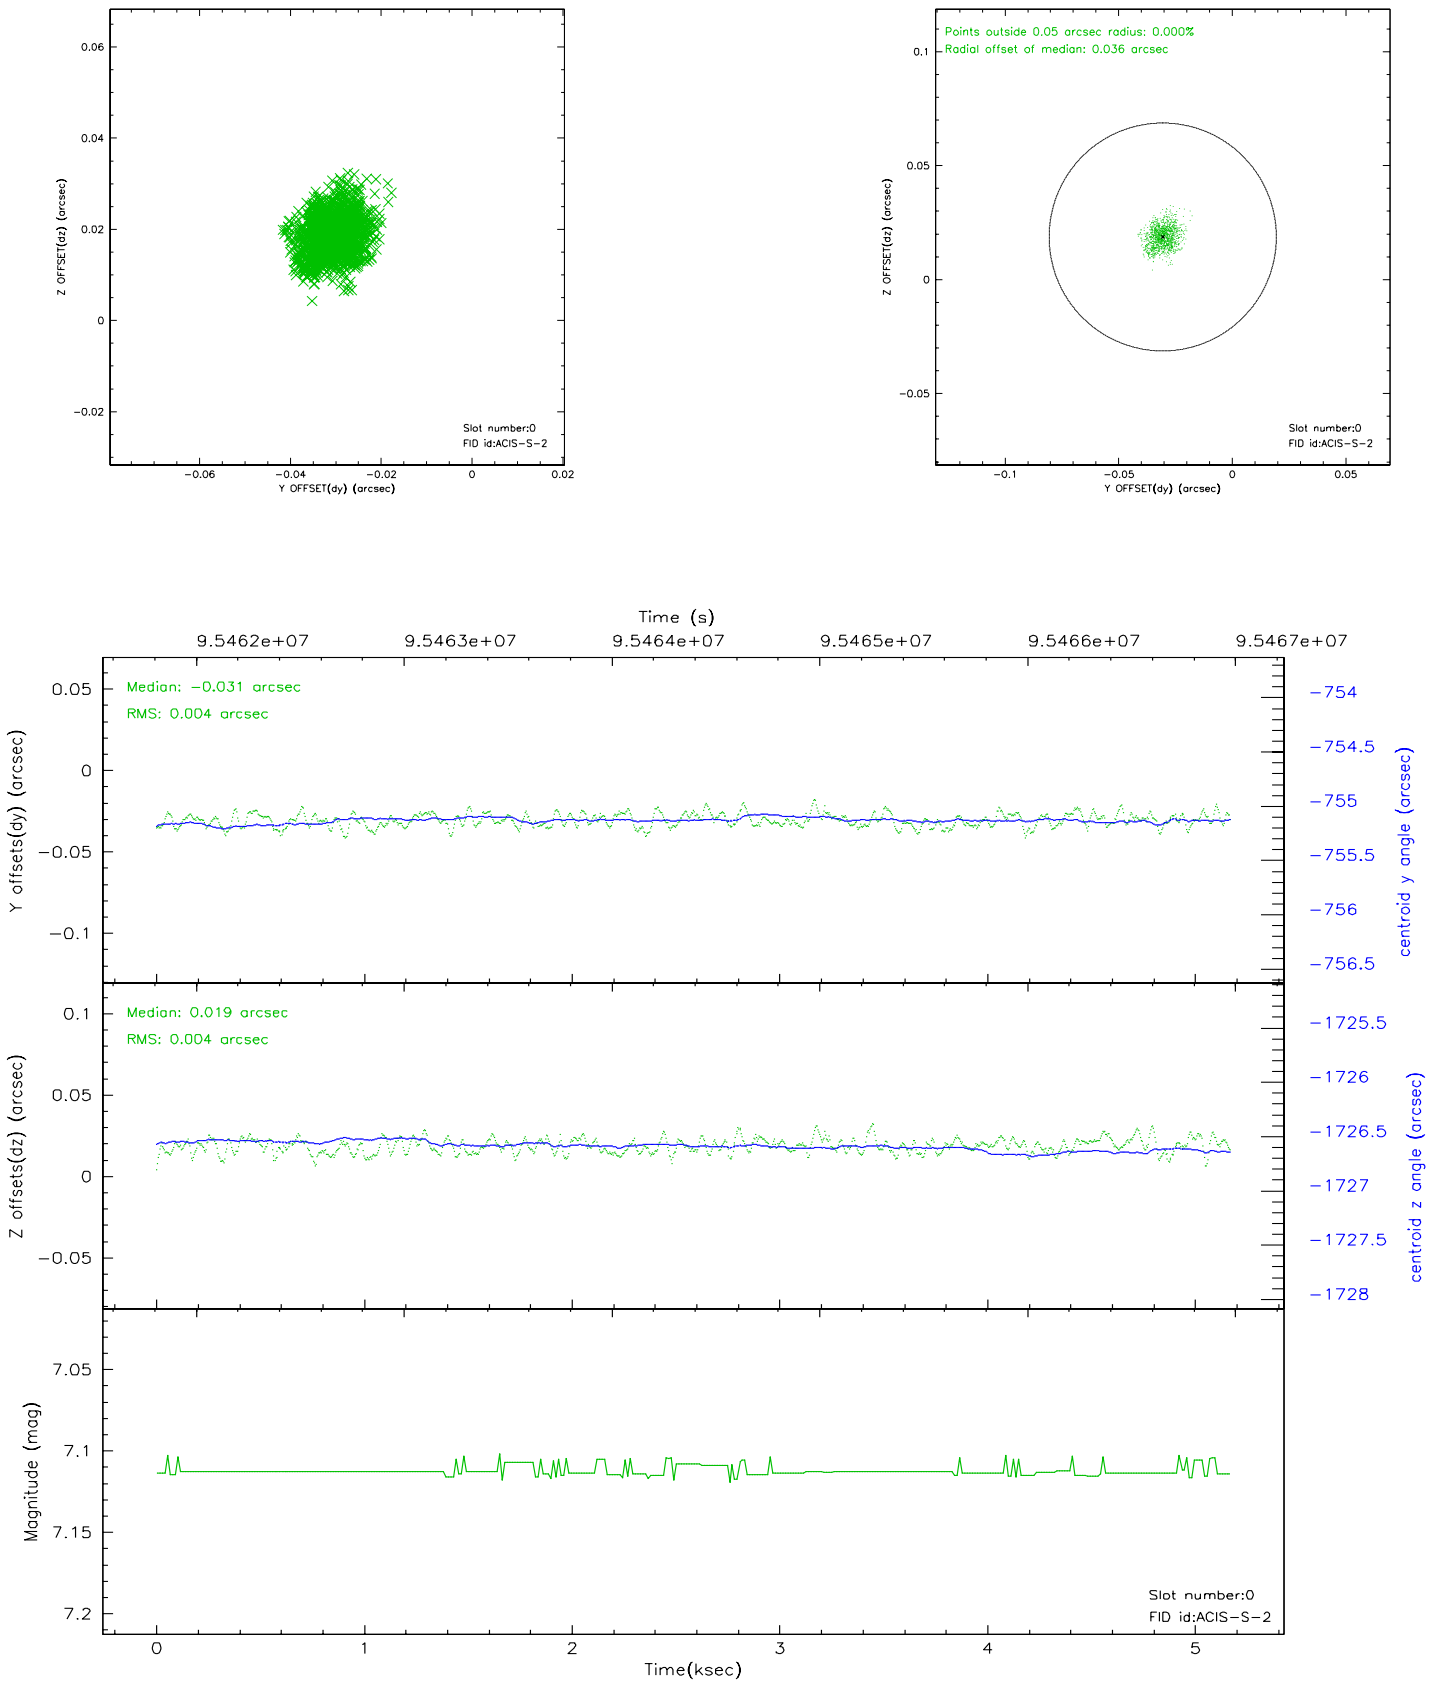 0.06
0.04
0.02
0
−0.02
Z OFFSET(dz) (arcsec)
Slot number:0
FID id:ACIS−S−2
−0.06 −0.04 −0.02 0 0.02
Y OFFSET(dy) (arcsec)
Points outside 0.05 arcsec radius: 0.000%
Radial offset of median: 0.036 arcsec
0.1
0.05
0
−0.05
Z OFFSET(dz) (arcsec)
Slot number:0
FID id:ACIS−S−2
−0.1 −0.05 0 0.05
Y OFFSET(dy) (arcsec)
Time (s)
9.5462e+07 9.5463e+07 9.5464e+07 9.5465e+07 9.5466e+07 9.5467e+07
Median: −0.031 arcsec
RMS: 0.004 arcsec
0.05
0
−0.05
−0.1
Y offsets(dy) (arcsec)
−754
−754.5
−755
−755.5
−756
−756.5
centroid y angle (arcsec)
Median: 0.019 arcsec
RMS: 0.004 arcsec
0.1
0.05
0
−0.05
Z offsets(dz) (arcsec)
−1725.5
−1726
−1726.5
−1727
−1727.5
−1728
centroid z angle (arcsec)
7.05
7.1
7.15
7.2
Magnitude (mag)
Slot number:0
FID id:ACIS−S−2
0 1 2 3 4 5
Time(ksec)